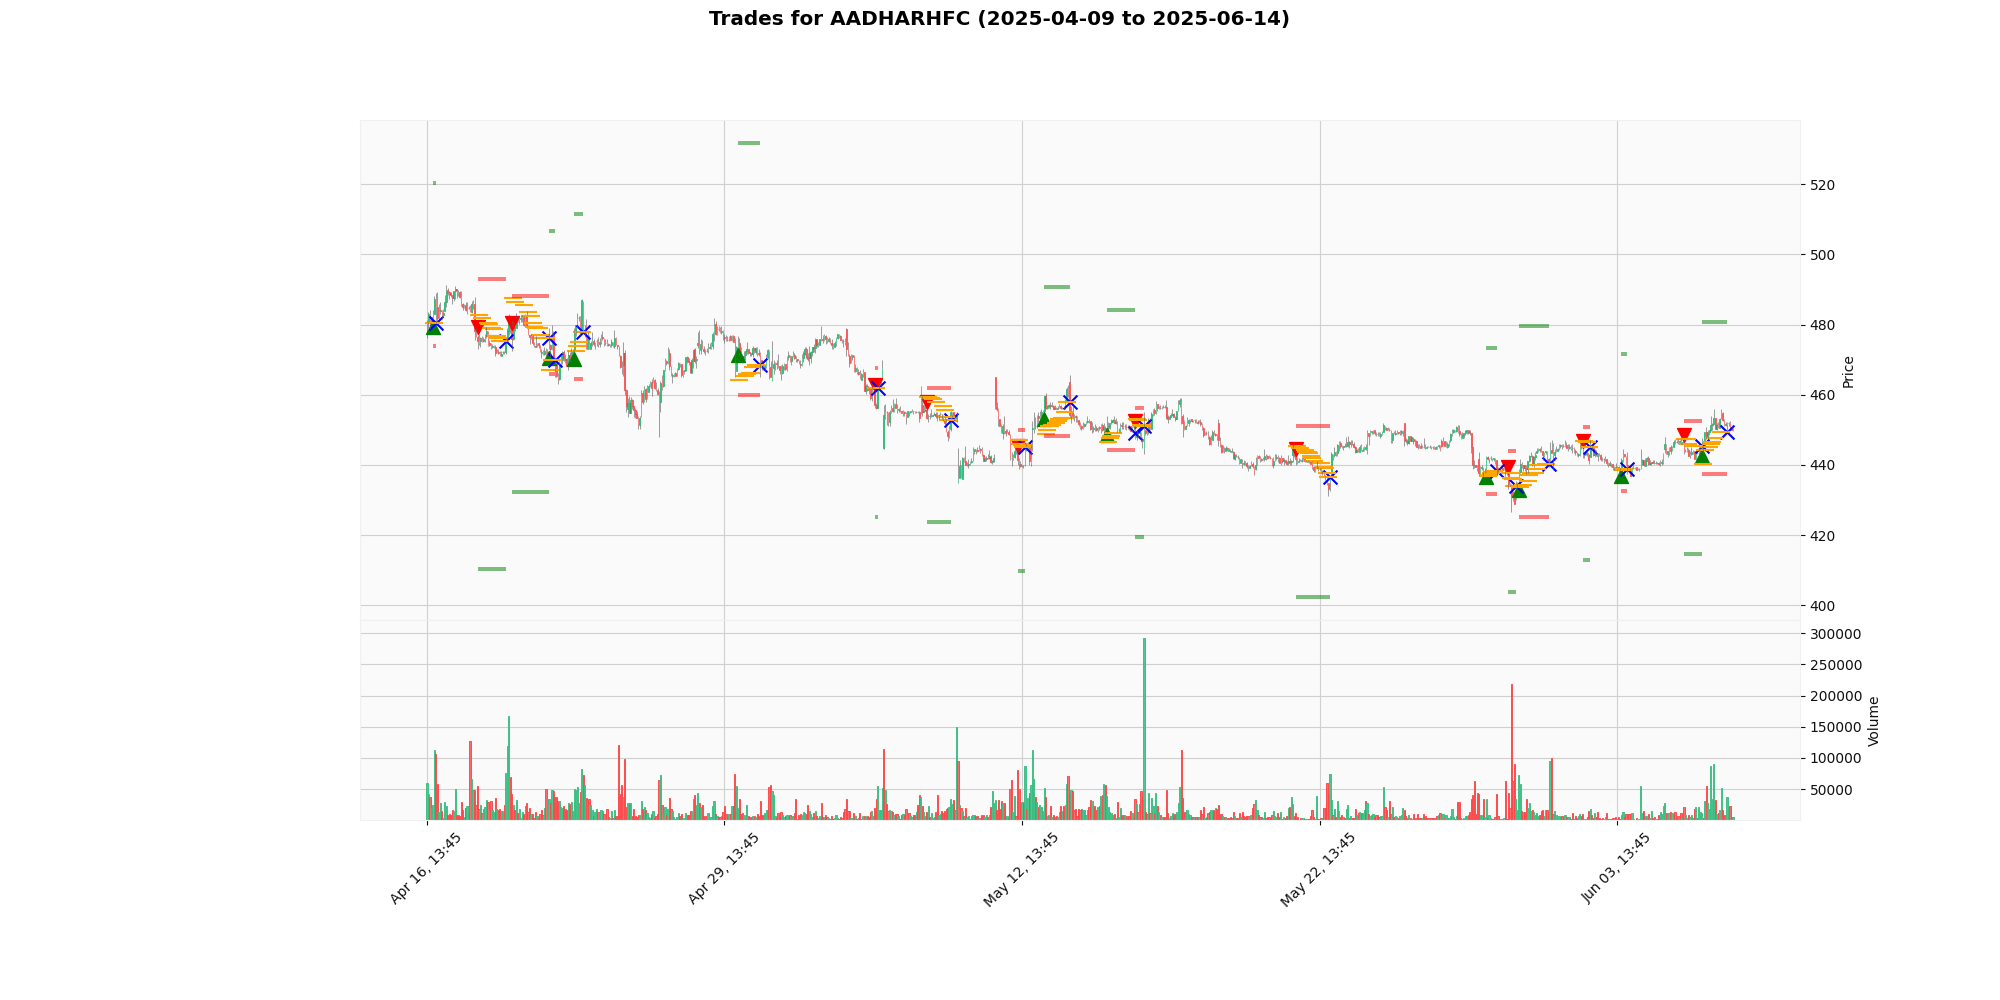 Trades for AADHARHFC (2025-04-09 to 2025-06-14)
520
500
480
460
440
420
400
Price
300000
250000
200000
150000
100000
50000
Volume
Apr 16, 13:45
Apr 29, 13:45
May 12, 13:45
May 22, 13:45
Jun 03, 13:45